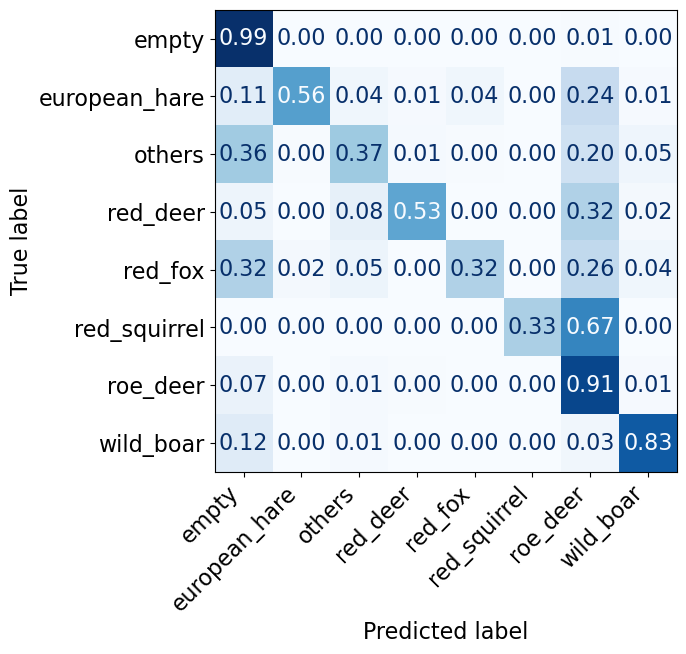 True label
empty 0.99 0.00 0.00 0.00 0.00 0.00 0.01 0.00
european_hare 0.11 0.56 0.04 0.01 0.04 0.00 0.24 0.01
others 0.36 0.00 0.37 0.01 0.00 0.00 0.20 0.05
red_deer 0.05 0.00 0.08 0.53 0.00 0.00 0.32 0.02
red_fox 0.32 0.02 0.05 0.00 0.32 0.00 0.26 0.04
red_squirrel 0.00 0.00 0.00 0.00 0.00 0.33 0.67 0.00
roe_deer 0.07 0.00 0.01 0.00 0.00 0.00 0.91 0.01
wild_boar 0.12 0.00 0.01 0.00 0.00 0.00 0.03 0.83
empty european_hare others red_deer red_fox red_squirrel roe_deer wild_boar
Predicted label